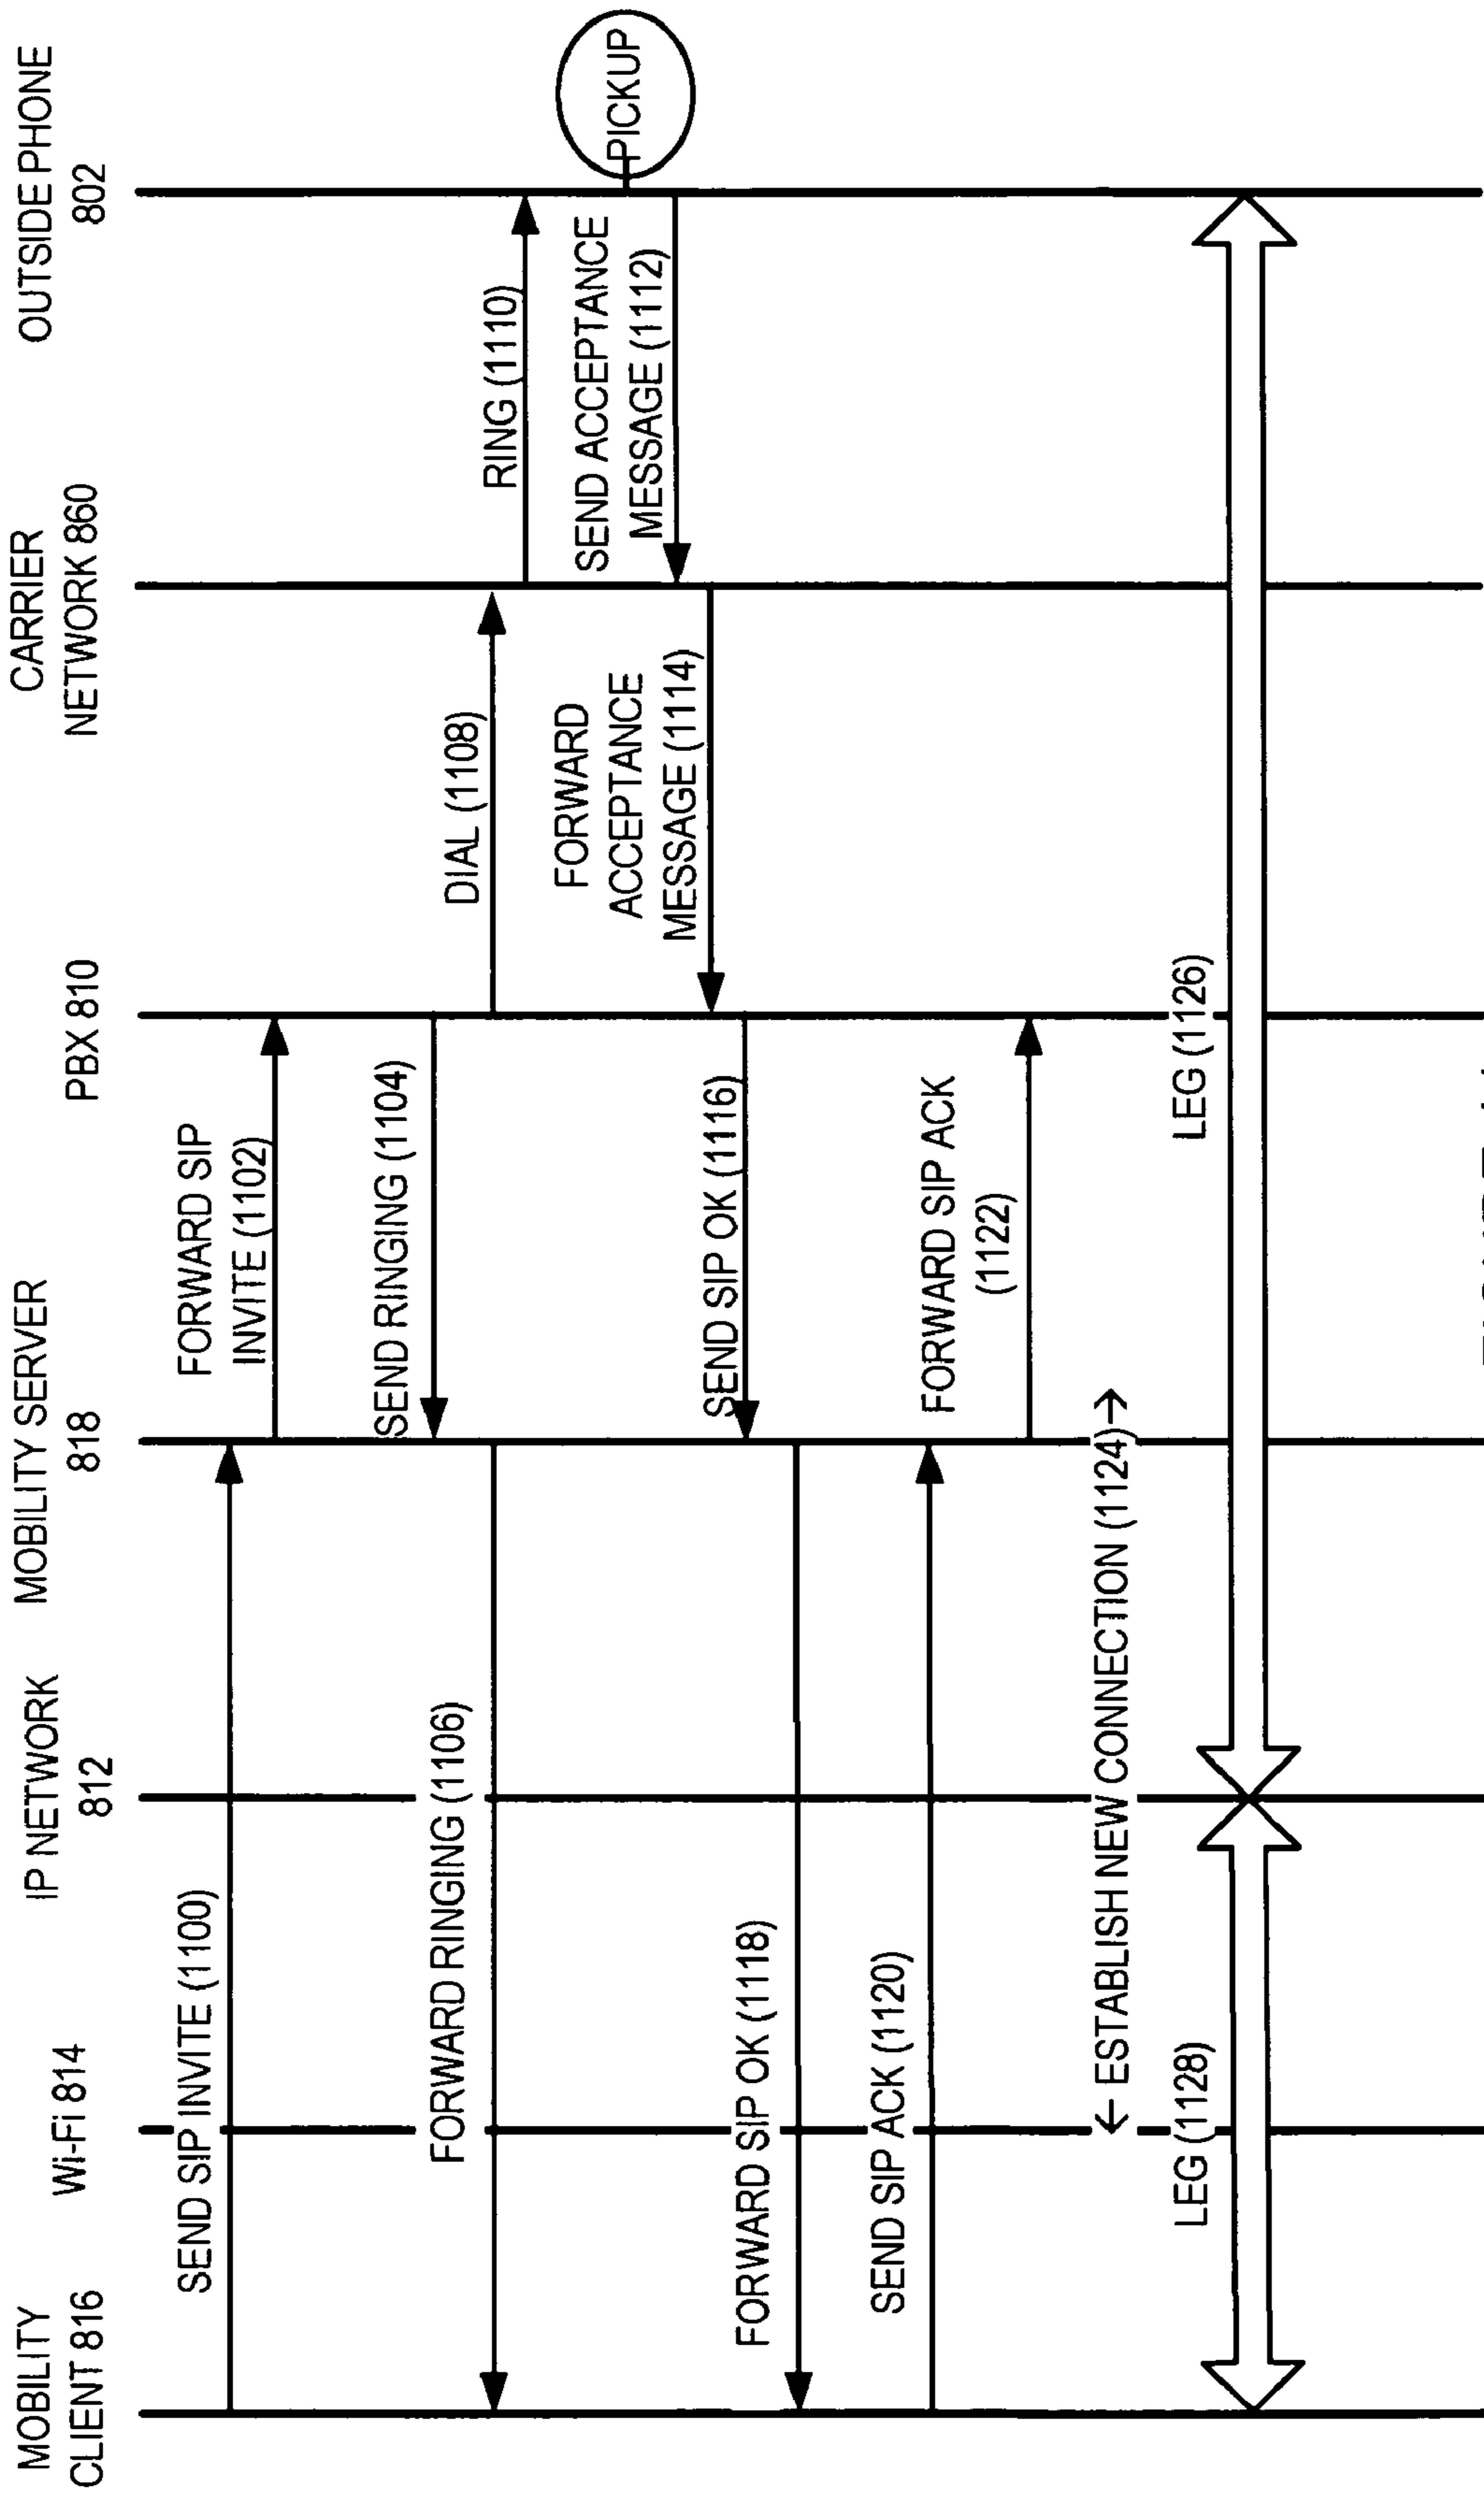 MOBILITY
CLIENT 816
Wi-Fi 814
IP NETWORK
812
MOBILITY SERVER
818
PBX 810
CARRIER
NETWORK 860
OUTSIDE PHONE
802
SEND SIP INVITE (1100)
FORWARD SIP
INVITE (1102)
SEND RINGING (1104)
FORWARD RINGING (1106)
DIAL (1108)
RING (1110)
PICKUP
SEND ACCEPTANCE
MESSAGE (1112)
FORWARD
ACCEPTANCE
MESSAGE (1114)
SEND SIP OK (1116)
FORWARD SIP OK (1118)
SEND SIP ACK (1120)
FORWARD SIP ACK
(1122)
← ESTABLISH NEW CONNECTION (1124)→
LEG (1128)
LEG (1126)